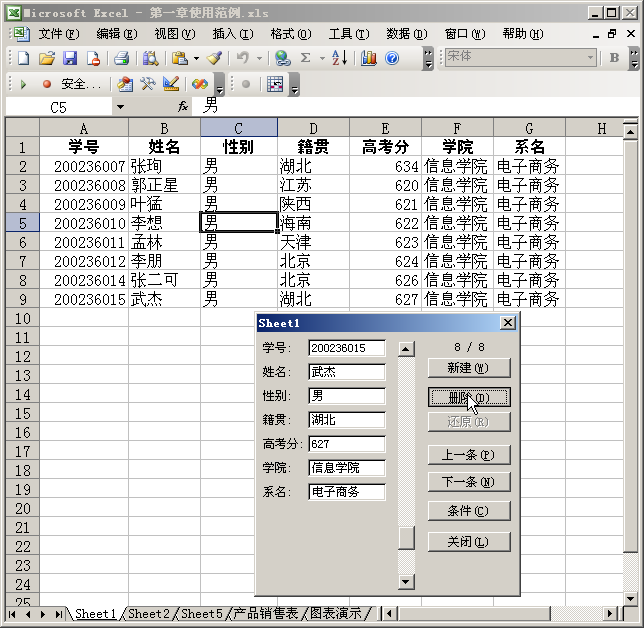 Microsoft Excel - 第一章使用范例.xls
文件(F) 编辑(E) 视图(V) 插入(I) 格式(O) 工具(T) 数据(D) 窗口(W) 帮助(H)
宋体 B
安全...
C5 fx 男
A B C D E F G H
1 学号 姓名 性别 籍贯 高考分 学院 系名
2 200236007 张珣 男 湖北 634 信息学院 电子商务
3 200236008 郭正星 男 江苏 620 信息学院 电子商务
4 200236009 叶猛 男 陕西 621 信息学院 电子商务
5 200236010 李想 男 海南 622 信息学院 电子商务
6 200236011 孟林 男 天津 623 信息学院 电子商务
7 200236012 李朋 男 北京 624 信息学院 电子商务
8 200236014 张二可 男 北京 626 信息学院 电子商务
9 200236015 武杰 男 湖北 627 信息学院 电子商务
10
11
12
13
14
15
16
17
18
19
20
21
22
23
24
25
Sheet1
学号: 200236015 8 / 8
姓名: 武杰 新建(W)
性别: 男 删除(D)
籍贯: 湖北 还原(R)
高考分: 627 上一条(P)
学院: 信息学院 下一条(N)
系名: 电子商务 条件(C)
关闭(L)
Sheet1 Sheet2 Sheet5 产品销售表 图表演示